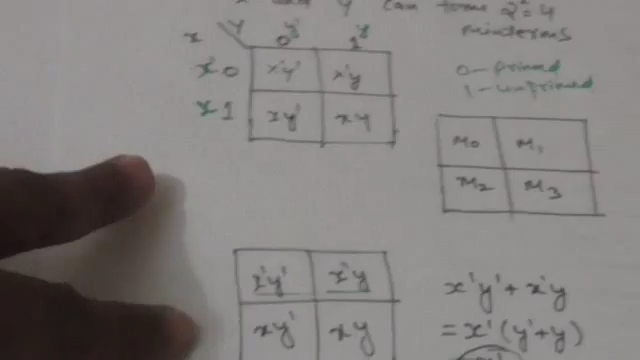 x and y can form 2² = 4
minterms
x y y' y
0 1
x' 0 x'y' x'y
x 1 xy' xy
0 - primed
1 - unprimed
m0 m1
m2 m3
x'y' x'y
xy' xy
x'y' + x'y
= x'(y'+y)